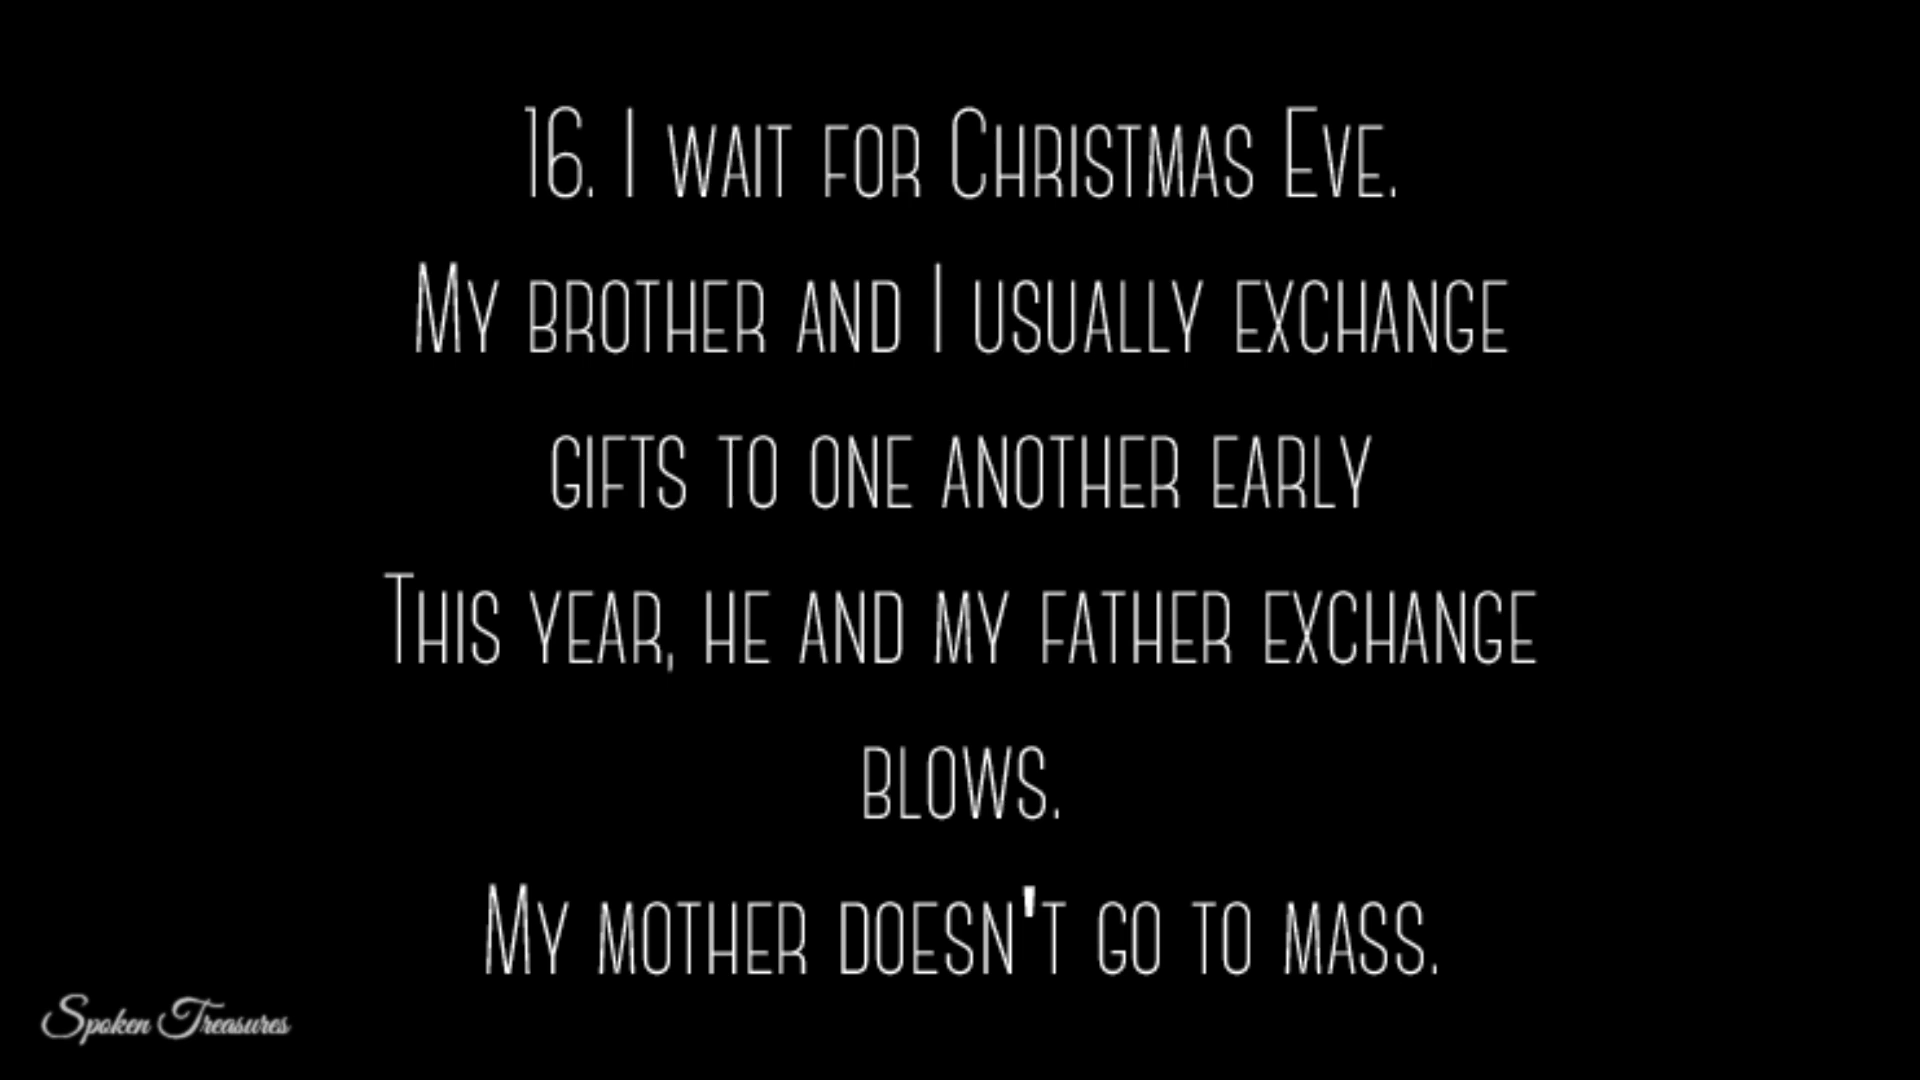 16. I wait for Christmas Eve.
My brother and I usually exchange
gifts to one another early
This year, he and my father exchange
blows.
My mother doesn't go to mass.
Spoken Treasures